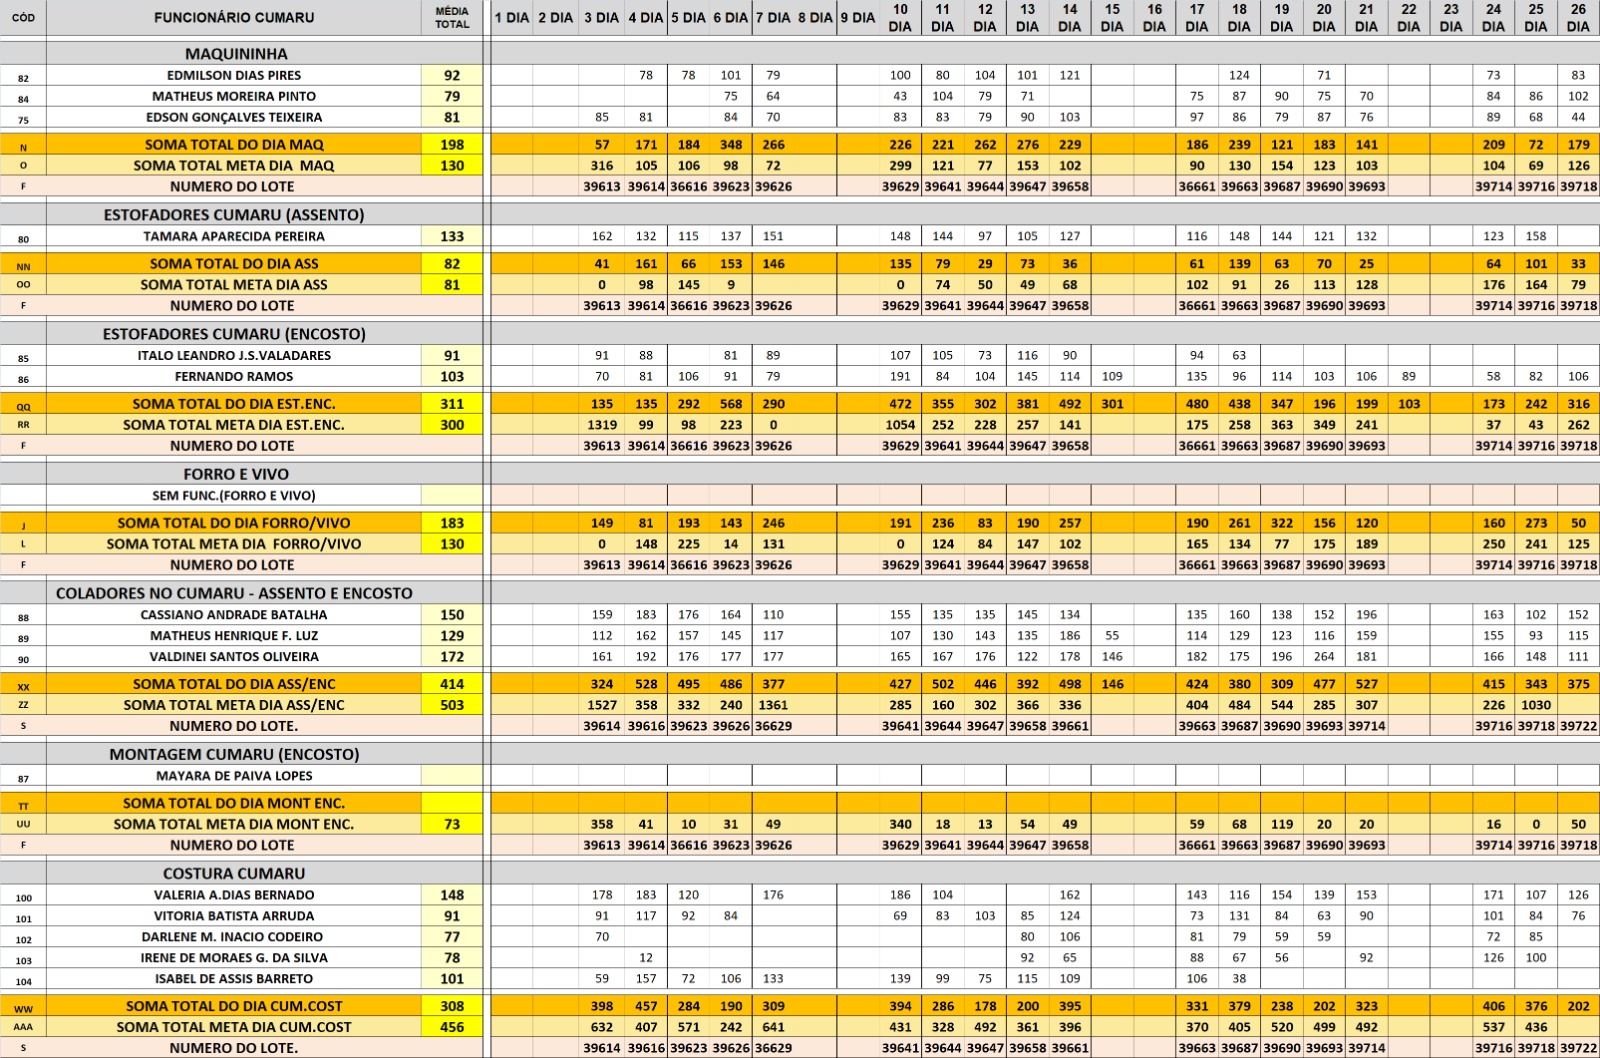 CÓD FUNCIONÁRIO CUMARU MÉDIA TOTAL 1 DIA 2 DIA 3 DIA 4 DIA 5 DIA 6 DIA 7 DIA 8 DIA 9 DIA 10 DIA 11 DIA 12 DIA 13 DIA 14 DIA 15 DIA 16 DIA 17 DIA 18 DIA 19 DIA 20 DIA 21 DIA 22 DIA 23 DIA 24 DIA 25 DIA 26 DIA
MAQUININHA
82 EDMILSON DIAS PIRES 92 78 78 101 79 100 80 104 101 121 124 71 73 83
84 MATHEUS MOREIRA PINTO 79 75 64 43 104 79 71 75 87 90 75 70 84 86 102
75 EDSON GONÇALVES TEIXEIRA 81 85 81 84 70 83 83 79 90 103 97 86 79 87 76 89 68 44
N SOMA TOTAL DO DIA MAQ 198 57 171 184 348 266 226 221 262 276 229 186 239 121 183 141 209 72 179
O SOMA TOTAL META DIA MAQ 130 316 105 106 98 72 299 121 77 153 102 90 130 154 123 103 104 69 126
F NUMERO DO LOTE 39613 39614 36616 39623 39626 39629 39641 39644 39647 39658 36661 39663 39687 39690 39693 39714 39716 39718
ESTOFADORES CUMARU (ASSENTO)
80 TAMARA APARECIDA PEREIRA 133 162 132 115 137 151 148 144 97 105 127 116 148 144 121 132 123 158
NN SOMA TOTAL DO DIA ASS 82 41 161 66 153 146 135 79 29 73 36 61 139 63 70 25 64 101 33
OO SOMA TOTAL META DIA ASS 81 0 98 145 9 0 74 50 49 68 102 91 26 113 128 176 164 79
F NUMERO DO LOTE 39613 39614 36616 39623 39626 39629 39641 39644 39647 39658 36661 39663 39687 39690 39693 39714 39716 39718
ESTOFADORES CUMARU (ENCOSTO)
85 ITALO LEANDRO J.S.VALADARES 91 91 88 81 89 107 105 73 116 90 94 63
86 FERNANDO RAMOS 103 70 81 106 91 79 191 84 104 145 114 109 135 96 114 103 106 89 58 82 106
QQ SOMA TOTAL DO DIA EST.ENC. 311 135 135 292 568 290 472 355 302 381 492 301 480 438 347 196 199 103 173 242 316
RR SOMA TOTAL META DIA EST.ENC. 300 1319 99 98 223 0 1054 252 228 257 141 175 258 363 349 241 37 43 262
F NUMERO DO LOTE 39613 39614 36616 39623 39626 39629 39641 39644 39647 39658 36661 39663 39687 39690 39693 39714 39716 39718
FORRO E VIVO
SEM FUNC.(FORRO E VIVO)
J SOMA TOTAL DO DIA FORRO/VIVO 183 149 81 193 143 246 191 236 83 190 257 190 261 322 156 120 160 273 50
L SOMA TOTAL META DIA FORRO/VIVO 130 0 148 225 14 131 0 124 84 147 102 165 134 77 175 189 250 241 125
F NUMERO DO LOTE 39613 39614 36616 39623 39626 39629 39641 39644 39647 39658 36661 39663 39687 39690 39693 39714 39716 39718
COLADORES NO CUMARU - ASSENTO E ENCOSTO
88 CASSIANO ANDRADE BATALHA 150 159 183 176 164 110 155 135 135 145 134 135 160 138 152 196 163 102 152
89 MATHEUS HENRIQUE F. LUZ 129 112 162 157 145 117 107 130 143 135 186 55 114 129 123 116 159 155 93 115
90 VALDINEI SANTOS OLIVEIRA 172 161 192 176 177 177 165 167 176 122 178 146 182 175 196 264 181 166 148 111
XX SOMA TOTAL DO DIA ASS/ENC 414 324 528 495 486 377 427 502 446 392 498 146 424 380 309 477 527 415 343 375
ZZ SOMA TOTAL META DIA ASS/ENC 503 1527 358 332 240 1361 285 160 302 366 336 404 484 544 285 307 226 1030
S NUMERO DO LOTE. 39614 39616 39623 39626 36629 39641 39644 39647 39658 39661 39663 39687 39690 39693 39714 39716 39718 39722
MONTAGEM CUMARU (ENCOSTO)
87 MAYARA DE PAIVA LOPES
TT SOMA TOTAL DO DIA MONT ENC.
UU SOMA TOTAL META DIA MONT ENC. 73 358 41 10 31 49 340 18 13 54 49 59 68 119 20 20 16 0 50
F NUMERO DO LOTE 39613 39614 36616 39623 39626 39629 39641 39644 39647 39658 36661 39663 39687 39690 39693 39714 39716 39718
COSTURA CUMARU
100 VALERIA A.DIAS BERNADO 148 178 183 120 176 186 104 162 143 116 154 139 153 171 107 126
101 VITORIA BATISTA ARRUDA 91 91 117 92 84 69 83 103 85 124 73 131 84 63 90 101 84 76
102 DARLENE M. INACIO CODEIRO 77 70 80 106 81 79 59 59 72 85
103 IRENE DE MORAES G. DA SILVA 78 12 92 65 88 67 56 92 126 100
104 ISABEL DE ASSIS BARRETO 101 59 157 72 106 133 139 99 75 115 109 106 38
WW SOMA TOTAL DO DIA CUM.COST 308 398 457 284 190 309 394 286 178 200 395 331 379 238 202 323 406 376 202
AAA SOMA TOTAL META DIA CUM.COST 456 632 407 571 242 641 431 328 492 361 396 370 405 520 499 492 537 436
S NUMERO DO LOTE. 39614 39616 39623 39626 36629 39641 39644 39647 39658 39661 39663 39687 39690 39693 39714 39716 39718 39722